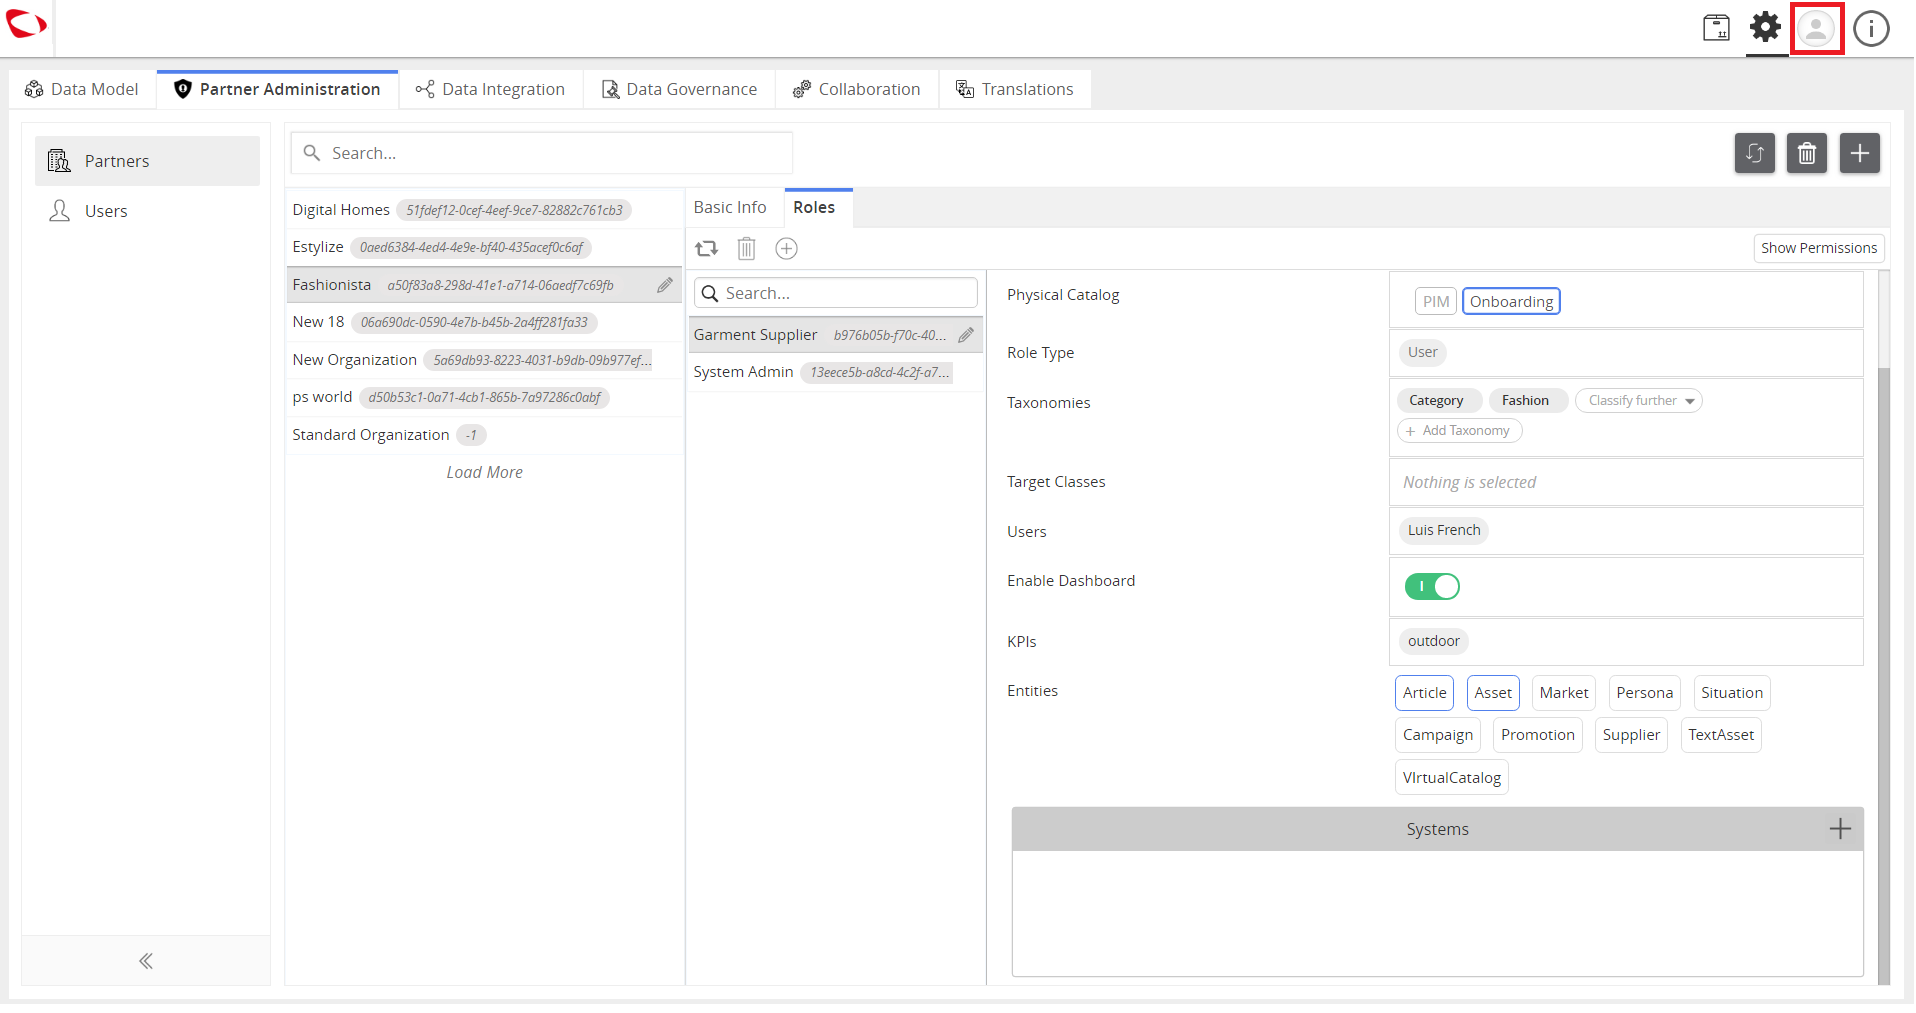 Data Model
Partner Administration
Data Integration
Data Governance
Collaboration
Translations
Partners
Users
Search...
Digital Homes 51fdef12-0cef-4eef-9ce7-82882c761cb3
Estylize 0aed6384-4ed4-4e9e-bf40-435acef0c6af
Fashionista a50f83a8-298d-41e1-a714-06aedf7c69fb
New 18 06a690dc-0590-4e7b-b45b-2a4ff281fa33
New Organization 5a69db93-8223-4031-b9db-09b977ef...
ps world d50b53c1-0a71-4cb1-865b-7a97286c0abf
Standard Organization -1
Load More
Basic Info Roles
Show Permissions
Search...
Garment Supplier b976b05b-f70c-40...
System Admin 13eece5b-a8cd-4c2f-a7...
Physical Catalog PIM Onboarding
Role Type User
Taxonomies Category Fashion Classify further
+ Add Taxonomy
Target Classes Nothing is selected
Users Luis French
Enable Dashboard
KPIs outdoor
Entities Article Asset Market Persona Situation
Campaign Promotion Supplier TextAsset
VIrtualCatalog
Systems